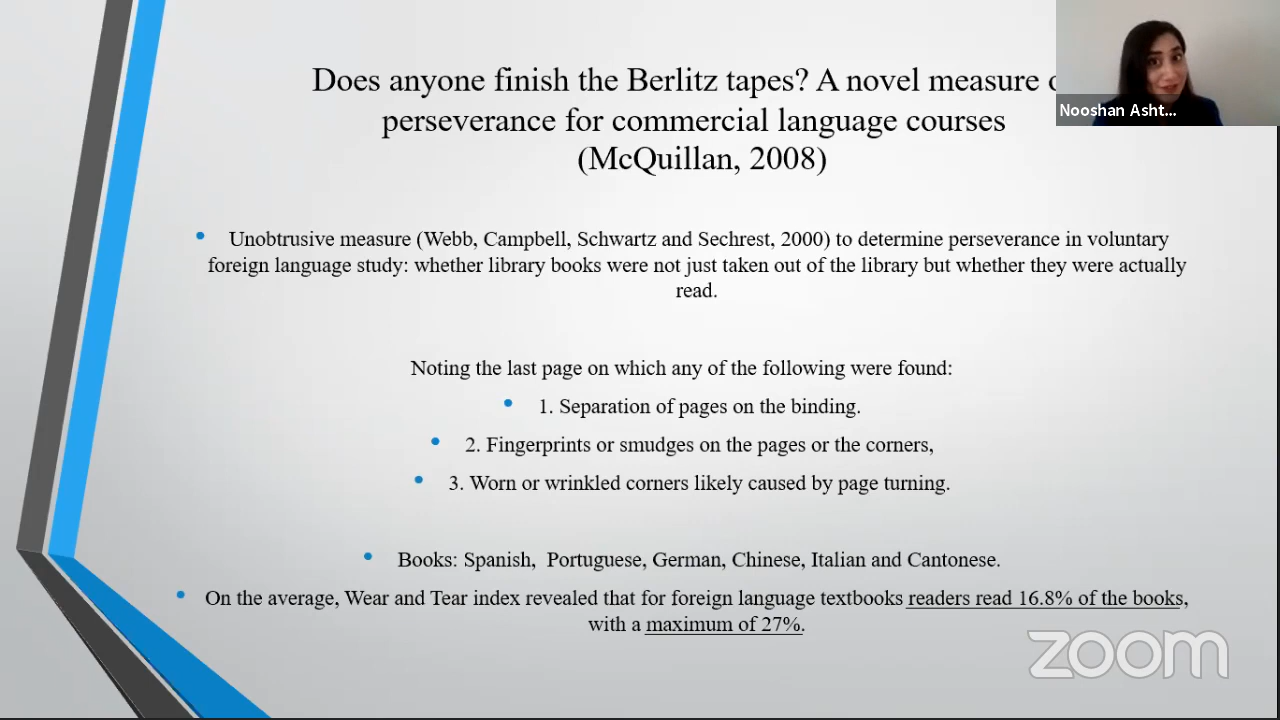 Does anyone finish the Berlitz tapes? A novel measure
perseverance for commercial language courses
(McQuillan, 2008)
Nooshan Asht...
• Unobtrusive measure (Webb, Campbell, Schwartz and Sechrest, 2000) to determine perseverance in voluntary
foreign language study: whether library books were not just taken out of the library but whether they were actually
read.
Noting the last page on which any of the following were found:
• 1. Separation of pages on the binding.
• 2. Fingerprints or smudges on the pages or the corners,
• 3. Worn or wrinkled corners likely caused by page turning.
• Books: Spanish, Portuguese, German, Chinese, Italian and Cantonese.
• On the average, Wear and Tear index revealed that for foreign language textbooks readers read 16.8% of the books,
with a maximum of 27%.
zoom